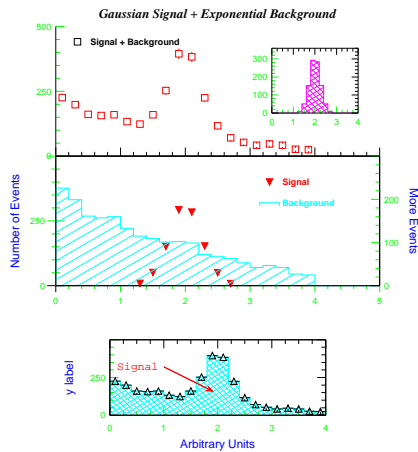 Gaussian Signal + Exponential Background
500
250
0
Signal + Background
300
200
100
0
0 1 2 3 4
Number of Events
250
0
Signal
Background
200
100
0
More Events
0 1 2 3 4 5
y label
250
0
Signal
0 1 2 3 4
Arbitrary Units